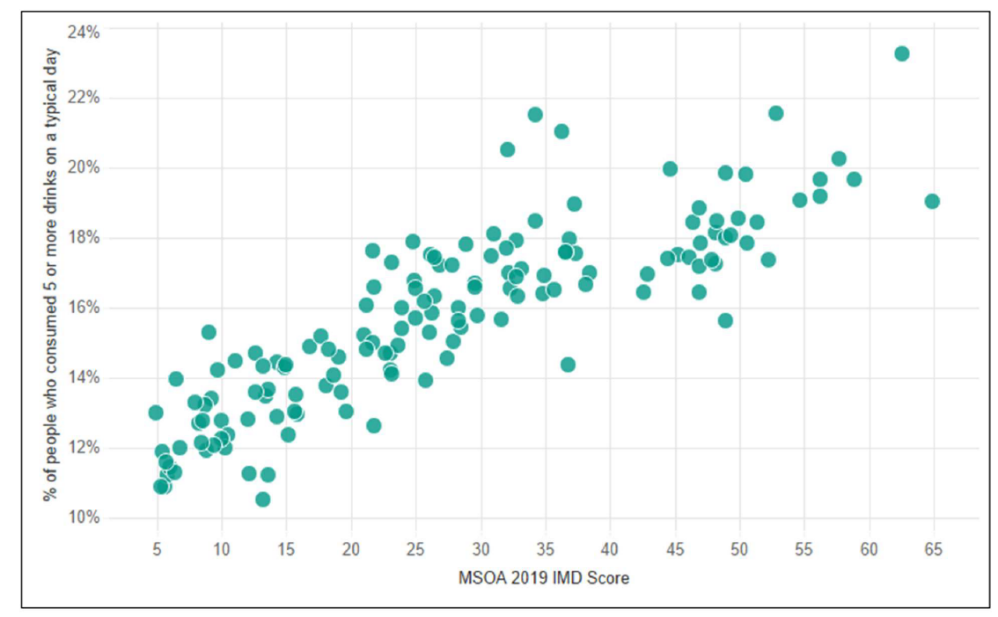 % of people who consumed 5 or more drinks on a typical day
24%
22%
20%
18%
16%
14%
12%
10%
5 10 15 20 25 30 35 40 45 50 55 60 65
MSOA 2019 IMD Score